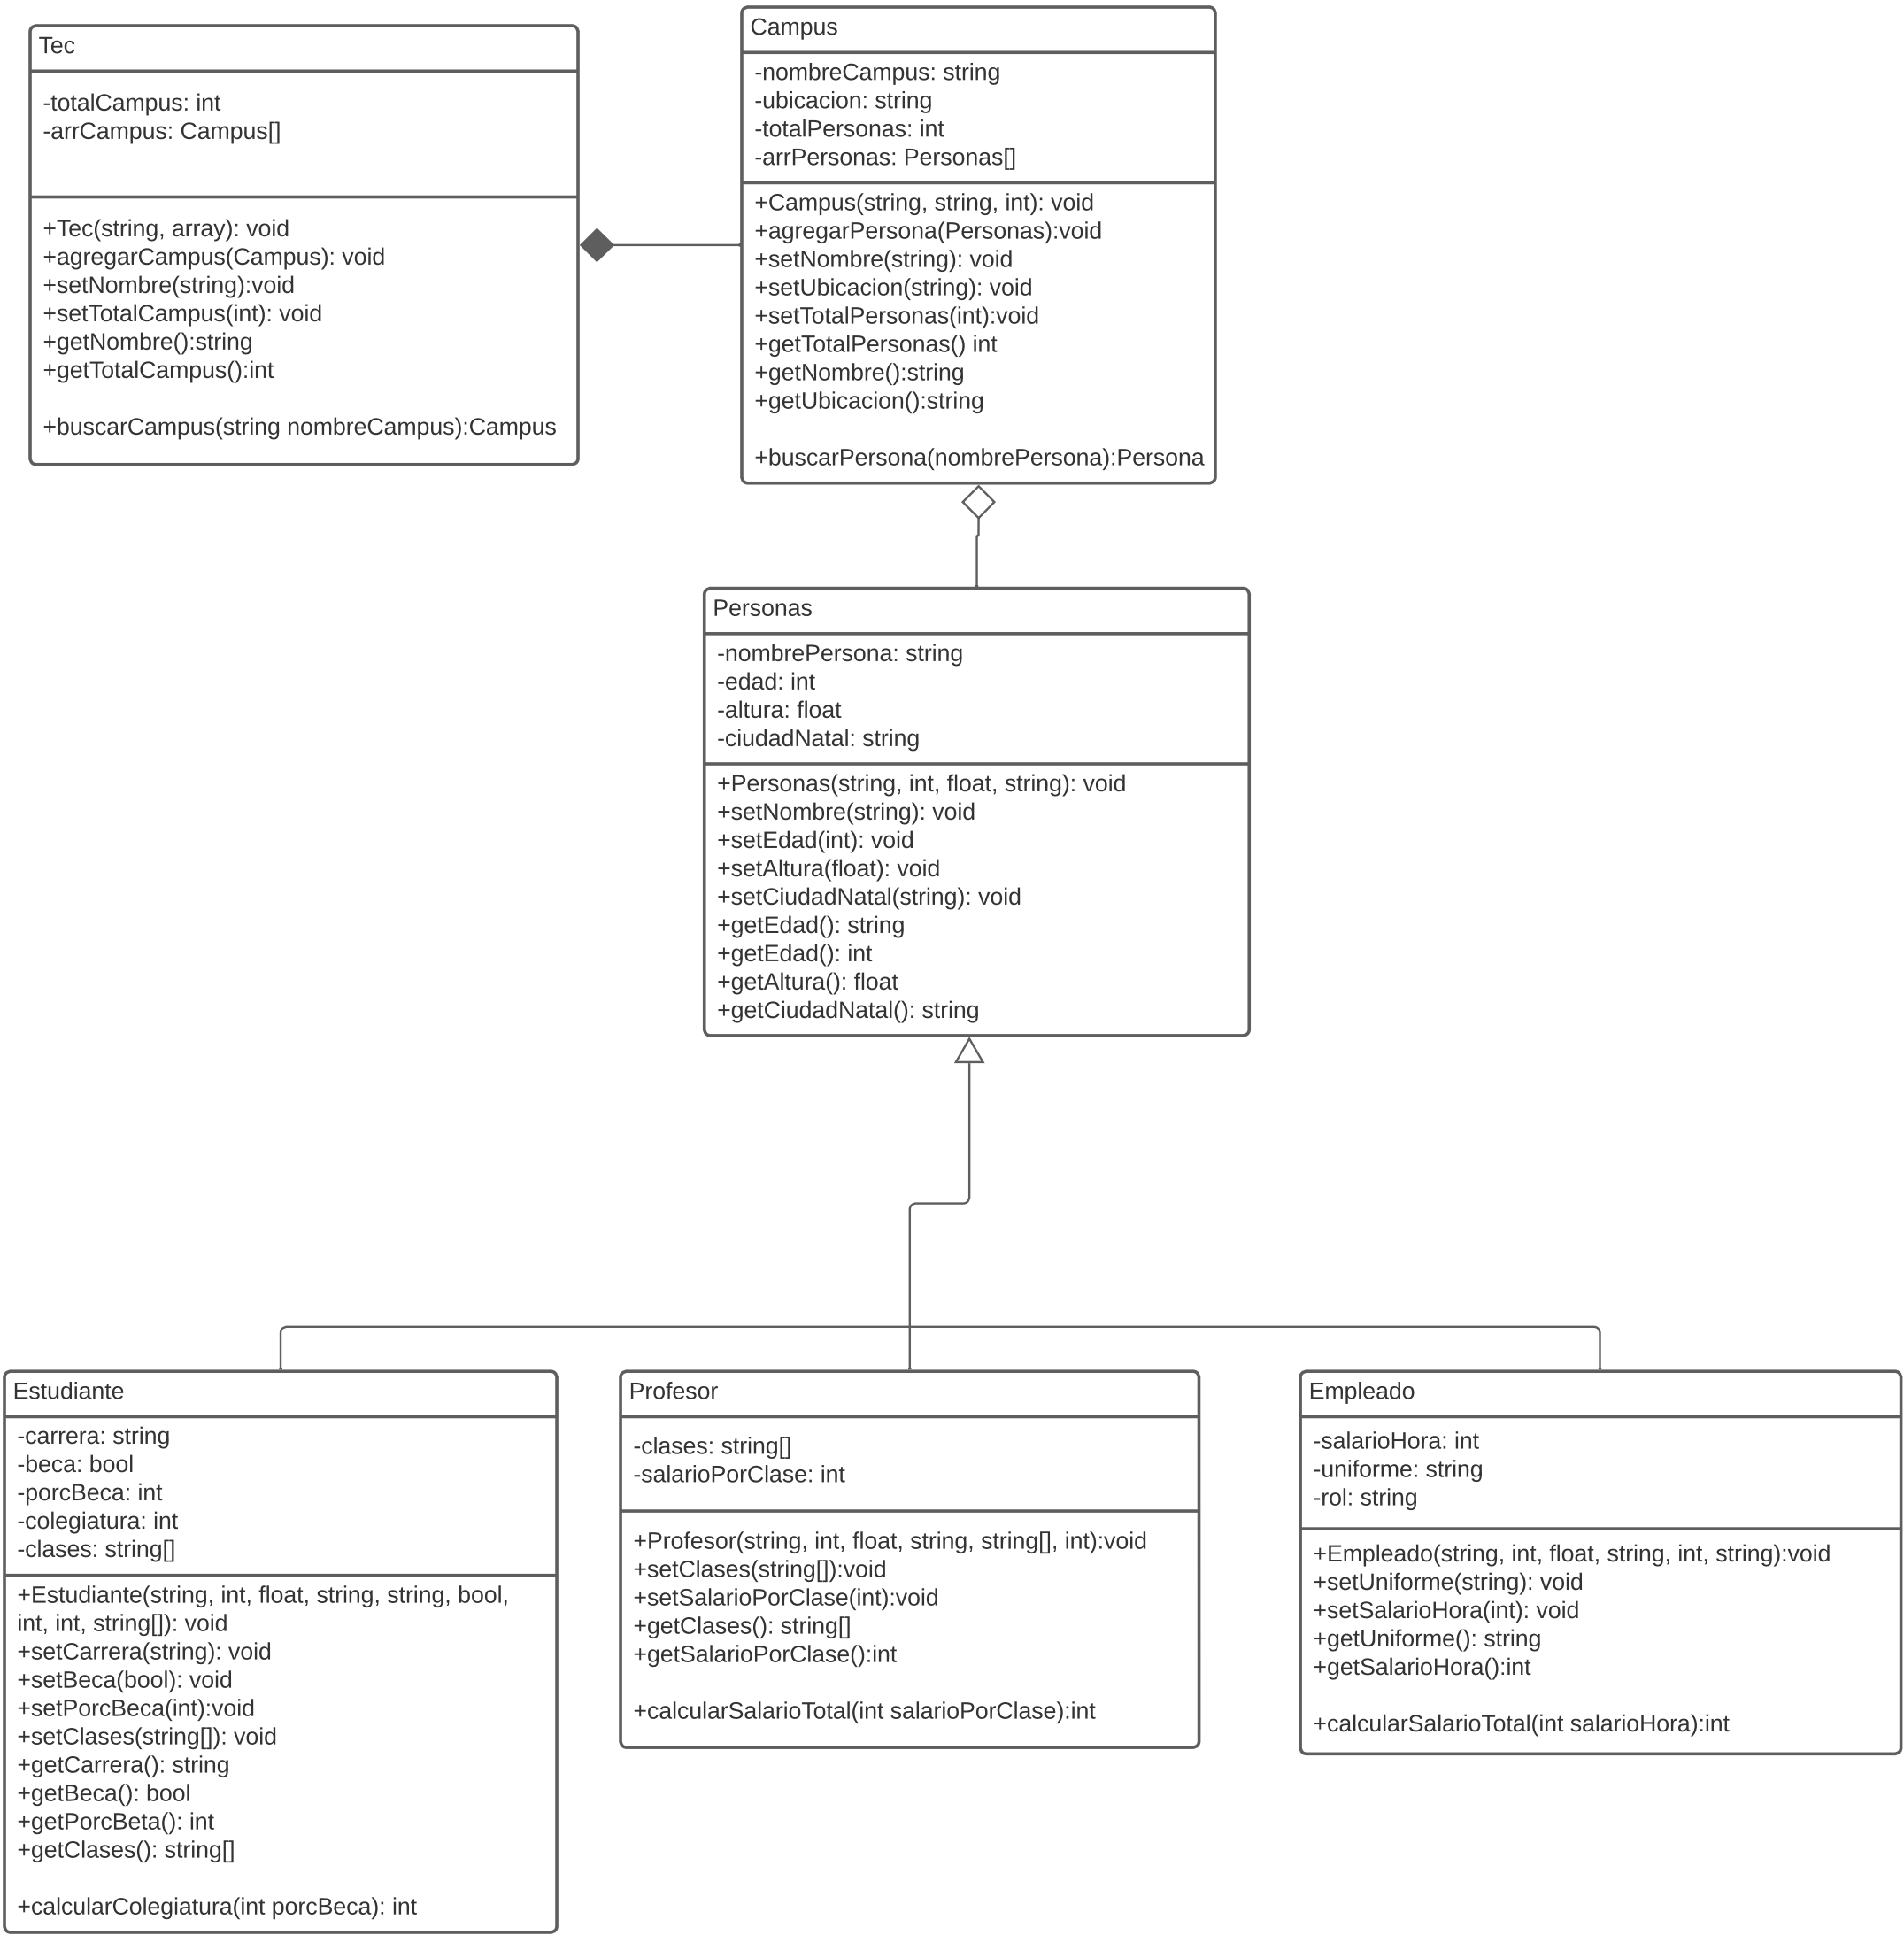 Tec
-totalCampus: int
-arrCampus: Campus[]
+Tec(string, array): void
+agregarCampus(Campus): void
+setNombre(string):void
+setTotalCampus(int): void
+getNombre():string
+getTotalCampus():int
+buscarCampus(string nombreCampus):Campus
Campus
-nombreCampus: string
-ubicacion: string
-totalPersonas: int
-arrPersonas: Personas[]
+Campus(string, string, int): void
+agregarPersona(Personas):void
+setNombre(string): void
+setUbicacion(string): void
+setTotalPersonas(int):void
+getTotalPersonas() int
+getNombre():string
+getUbicacion():string
+buscarPersona(nombrePersona):Persona
Personas
-nombrePersona: string
-edad: int
-altura: float
-ciudadNatal: string
+Personas(string, int, float, string): void
+setNombre(string): void
+setEdad(int): void
+setAltura(float): void
+setCiudadNatal(string): void
+getEdad(): string
+getEdad(): int
+getAltura(): float
+getCiudadNatal(): string
Estudiante
-carrera: string
-beca: bool
-porcBeca: int
-colegiatura: int
-clases: string[]
+Estudiante(string, int, float, string, string, bool,
int, int, string[]): void
+setCarrera(string): void
+setBeca(bool): void
+setPorcBeca(int):void
+setClases(string[]): void
+getCarrera(): string
+getBeca(): bool
+getPorcBeta(): int
+getClases(): string[]
+calcularColegiatura(int porcBeca): int
Profesor
-clases: string[]
-salarioPorClase: int
+Profesor(string, int, float, string, string[], int):void
+setClases(string[]):void
+setSalarioPorClase(int):void
+getClases(): string[]
+getSalarioPorClase():int
+calcularSalarioTotal(int salarioPorClase):int
Empleado
-salarioHora: int
-uniforme: string
-rol: string
+Empleado(string, int, float, string, int, string):void
+setUniforme(string): void
+setSalarioHora(int): void
+getUniforme(): string
+getSalarioHora():int
+calcularSalarioTotal(int salarioHora):int